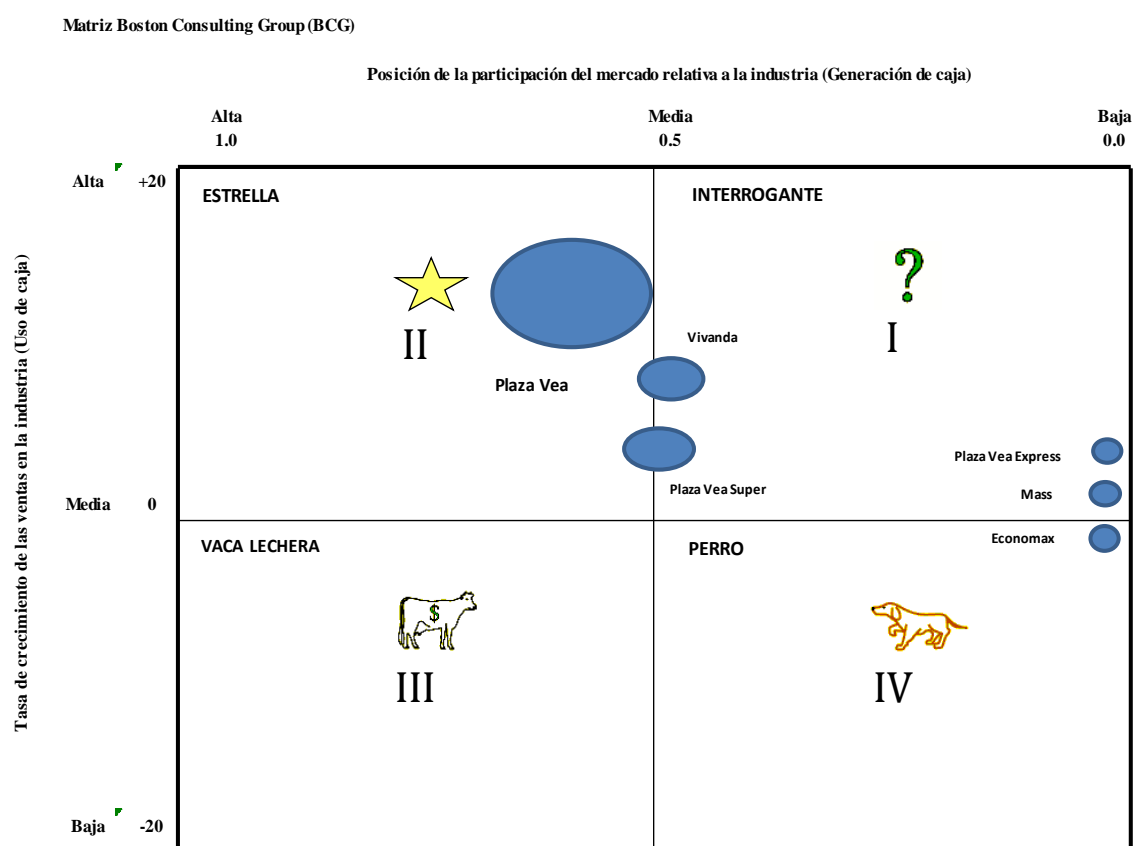 Matriz Boston Consulting Group (BCG)
Posición de la participación del mercado relativa a la industria (Generación de caja)
Alta Media Baja
1.0 0.5 0.0
Alta +20
ESTRELLA INTERROGANTE
?
II I
Vivanda
Plaza Vea
Plaza Vea Express
Plaza Vea Super
Mass
Media 0
Economax
VACA LECHERA PERRO
$
III IV
Baja -20
Tasa de crecimiento de las ventas en la industria (Uso de caja)